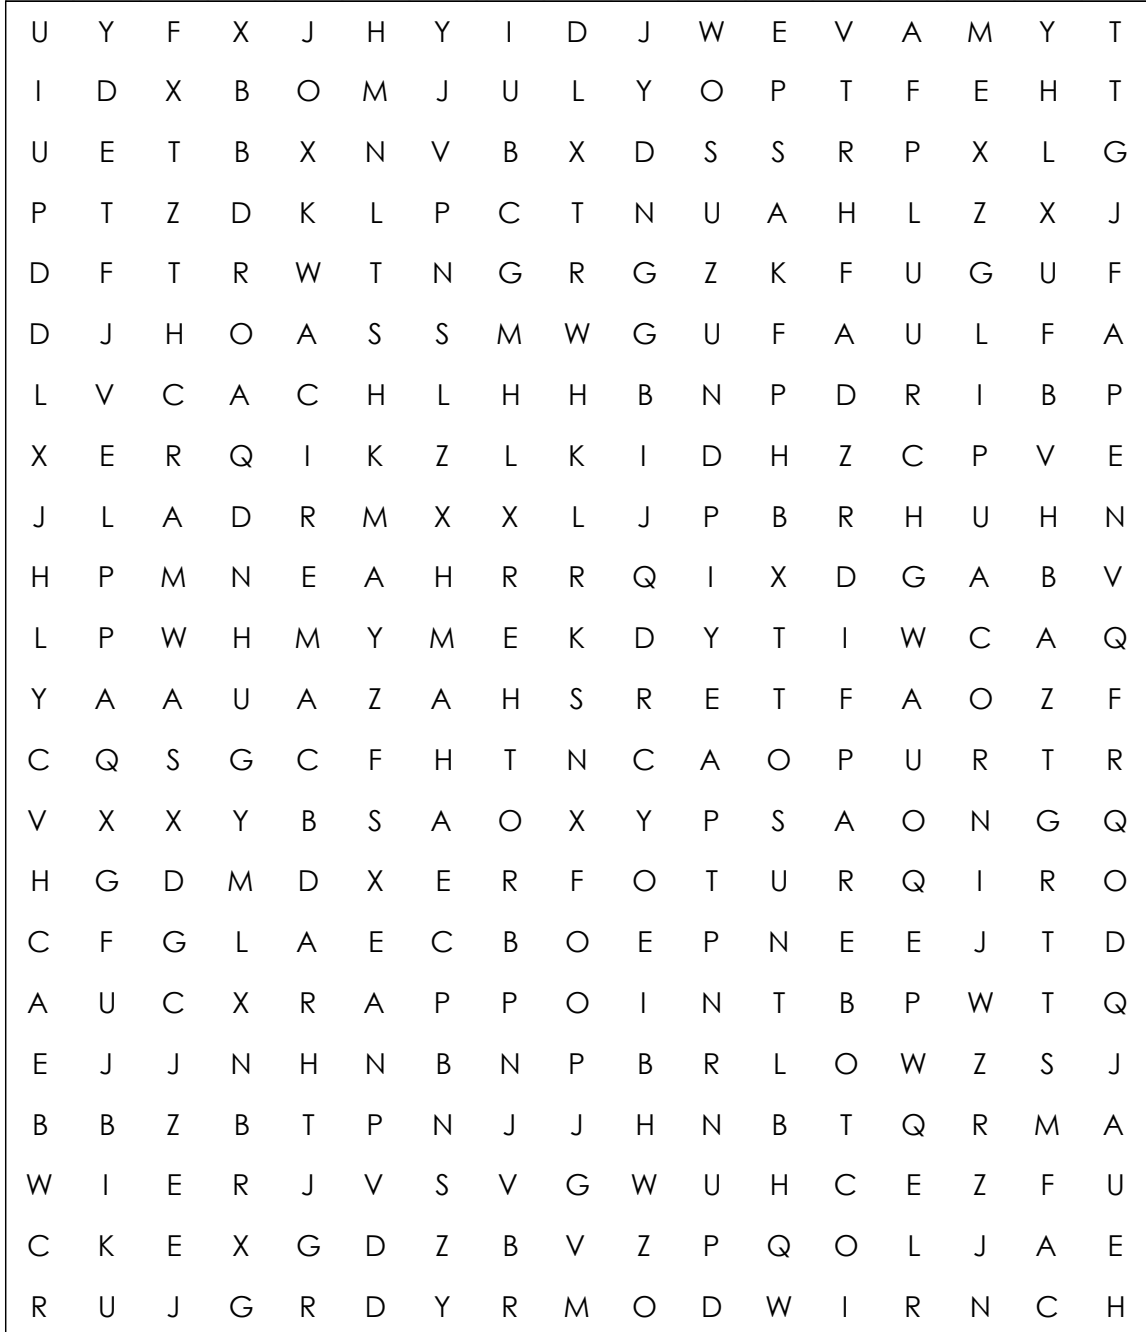 U Y F X J H Y I D J W E V A M Y T
I D X B O M J U L Y O P T F E H T
U E T B X N V B X D S S R P X L G
P T Z D K L P C T N U A H L Z X J
D F T R W T N G R G Z K F U G U F
D J H O A S S M W G U F A U L F A
L V C A C H L H H B N P D R I B P
X E R Q I K Z L K I D H Z C P V E
J L A D R M X X L J P B R H U H N
H P M N E A H R R Q I X D G A B V
L P W H M Y M E K D Y T I W C A Q
Y A A U A Z A H S R E T F A O Z F
C Q S G C F H T N C A O P U R T R
V X X Y B S A O X Y P S A O N G Q
H G D M D X E R F O T U R Q I R O
C F G L A E C B O E P N E E J T D
A U C X R A P P O I N T B P W T Q
E J J N H N B N P B R L O W Z S J
B B Z B T P N J J H N B T Q R M A
W I E R J V S V G W U H C E Z F U
C K E X G D Z B V Z P Q O L J A E
R U J G R D Y R M O D W I R N C H